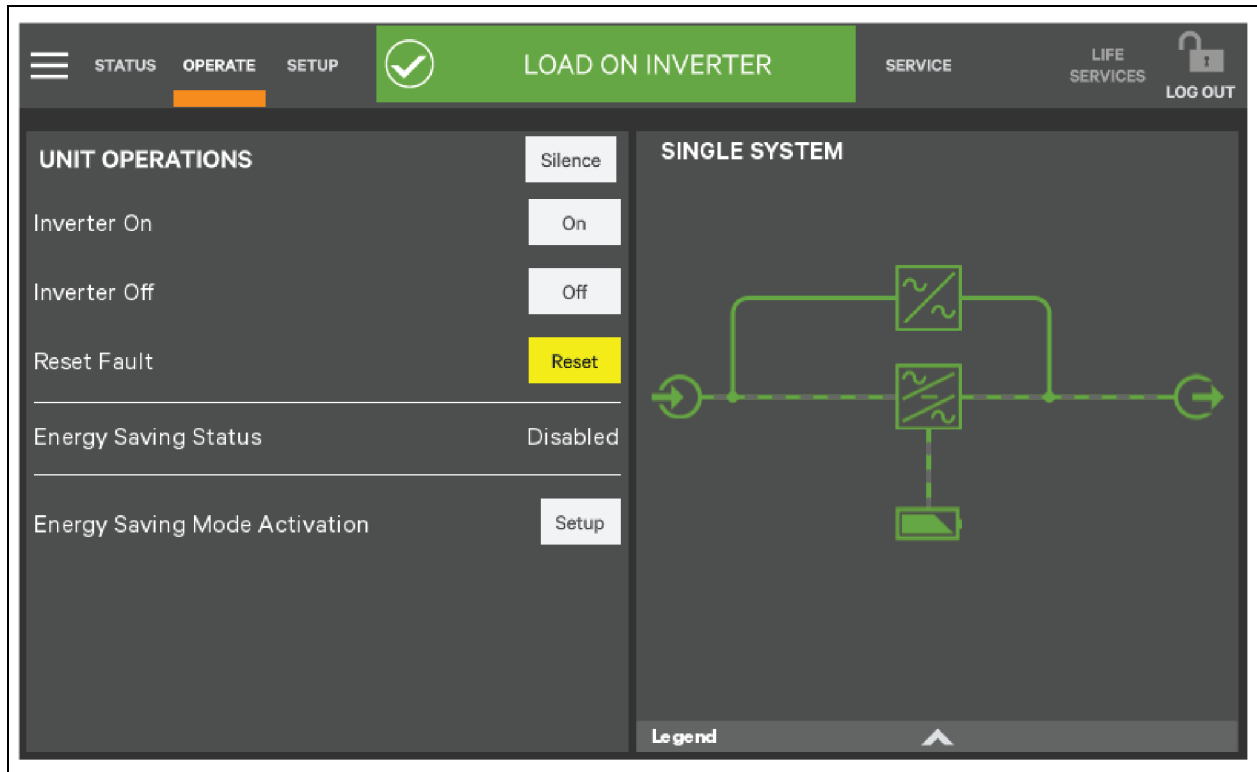 STATUS OPERATE SETUP LOAD ON INVERTER SERVICE LIFE
SERVICES
LOG OUT
UNIT OPERATIONS Silence
Inverter On On
Inverter Off Off
Reset Fault Reset
Energy Saving Status Disabled
Energy Saving Mode Activation Setup
SINGLE SYSTEM
Legend